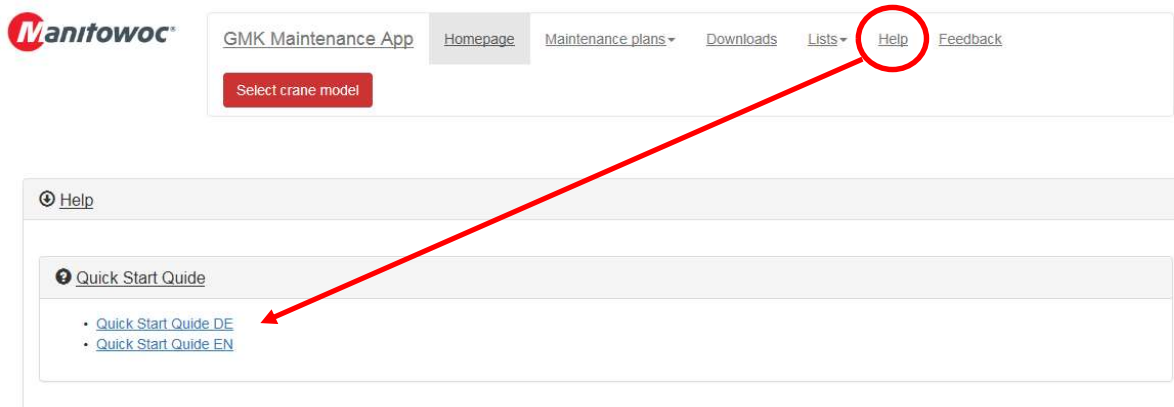 Manitowoc®
GMK Maintenance App Homepage Maintenance plans Downloads Lists Help Feedback
Select crane model
Help
Quick Start Quide
Quick Start Quide DE
Quick Start Quide EN